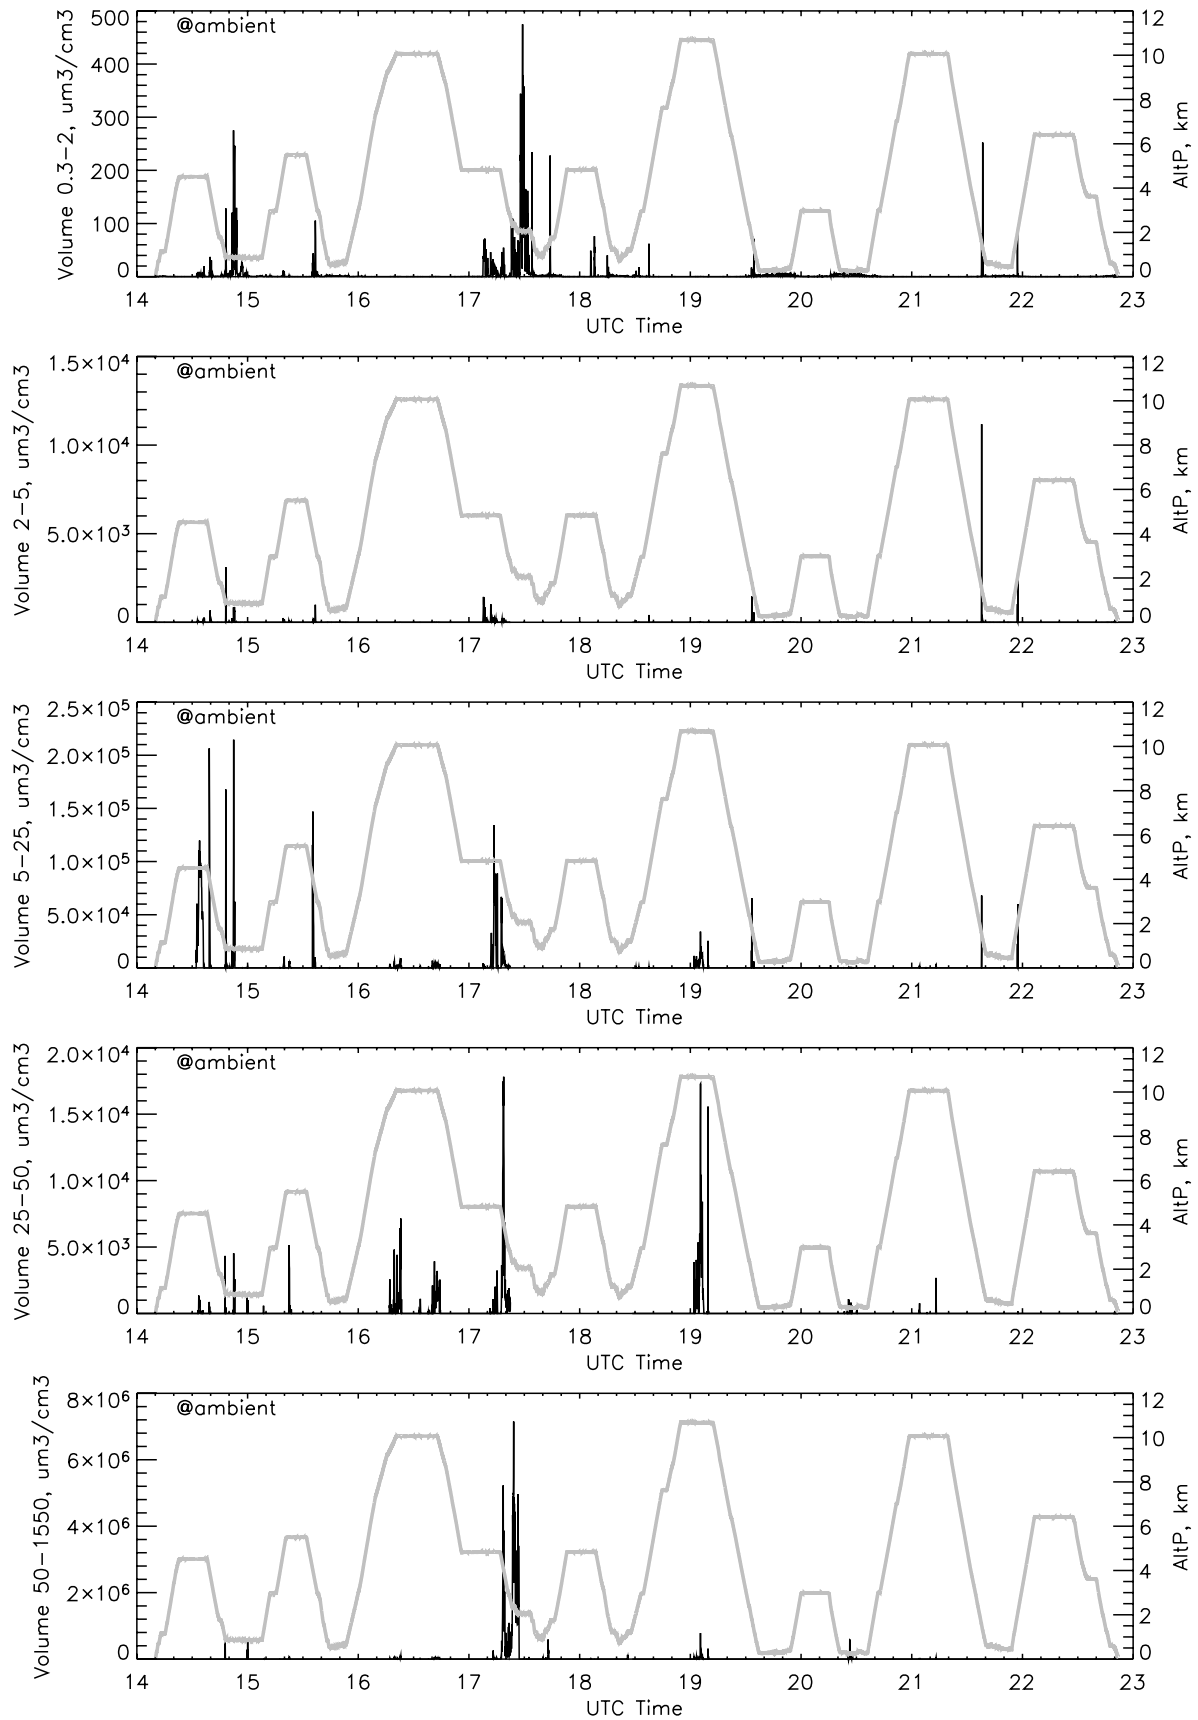 @ambient
Volume 0.3-2, um3/cm3
500
400
300
200
100
0
12
10
8
6
4
2
0
AltP, km
14 15 16 17 18 19 20 21 22 23
UTC Time
@ambient
Volume 2-5, um3/cm3
1.5×10⁴
1.0×10⁴
5.0×10³
0
12
10
8
6
4
2
0
AltP, km
14 15 16 17 18 19 20 21 22 23
UTC Time
@ambient
Volume 5-25, um3/cm3
2.5×10⁵
2.0×10⁵
1.5×10⁵
1.0×10⁵
5.0×10⁴
0
12
10
8
6
4
2
0
AltP, km
14 15 16 17 18 19 20 21 22 23
UTC Time
@ambient
Volume 25-50, um3/cm3
2.0×10⁴
1.5×10⁴
1.0×10⁴
5.0×10³
0
12
10
8
6
4
2
0
AltP, km
14 15 16 17 18 19 20 21 22 23
UTC Time
@ambient
Volume 50-1550, um3/cm3
8×10⁶
6×10⁶
4×10⁶
2×10⁶
0
12
10
8
6
4
2
0
AltP, km
14 15 16 17 18 19 20 21 22 23
UTC Time